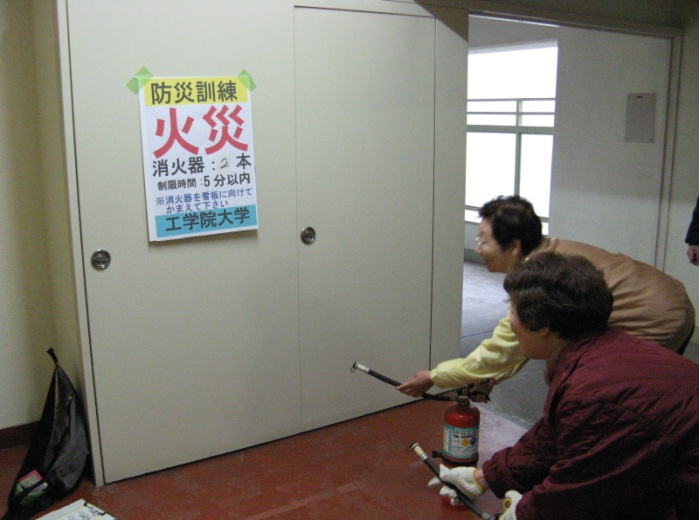 防災訓練
火災
消火器：2本
制限時間：5分以内
※消火器を看板に向けて
かまえて下さい
工学院大学